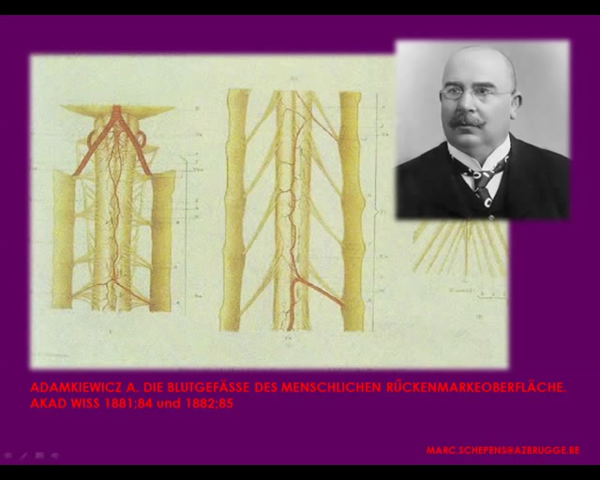 ADAMKIEWICZ A. DIE BLUTGEFÄSSE DES MENSCHLICHEN RÜCKENMARKEOBERFLÄCHE.
AKAD WISS 1881;84 und 1882;85
MARC.SCHEPENS@AZBRUGGE.BE